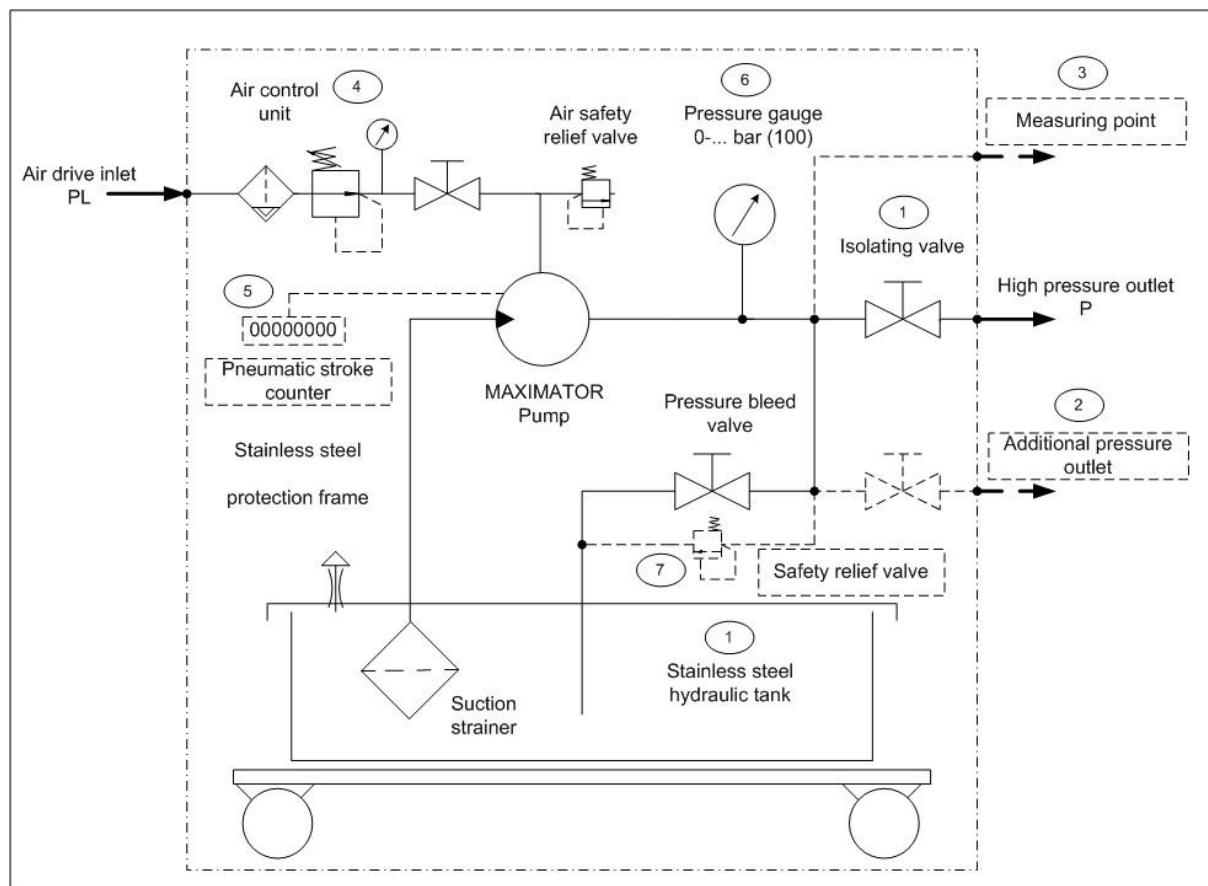 4
Air control
unit
Air safety
relief valve
6
Pressure gauge
0-... bar (100)
3
Measuring point
Air drive inlet
PL
1
Isolating valve
High pressure outlet
P
5
00000000
Pneumatic stroke
counter
MAXIMATOR
Pump
Pressure bleed
valve
2
Additional pressure
outlet
Stainless steel
protection frame
7
Safety relief valve
1
Stainless steel
hydraulic tank
Suction
strainer